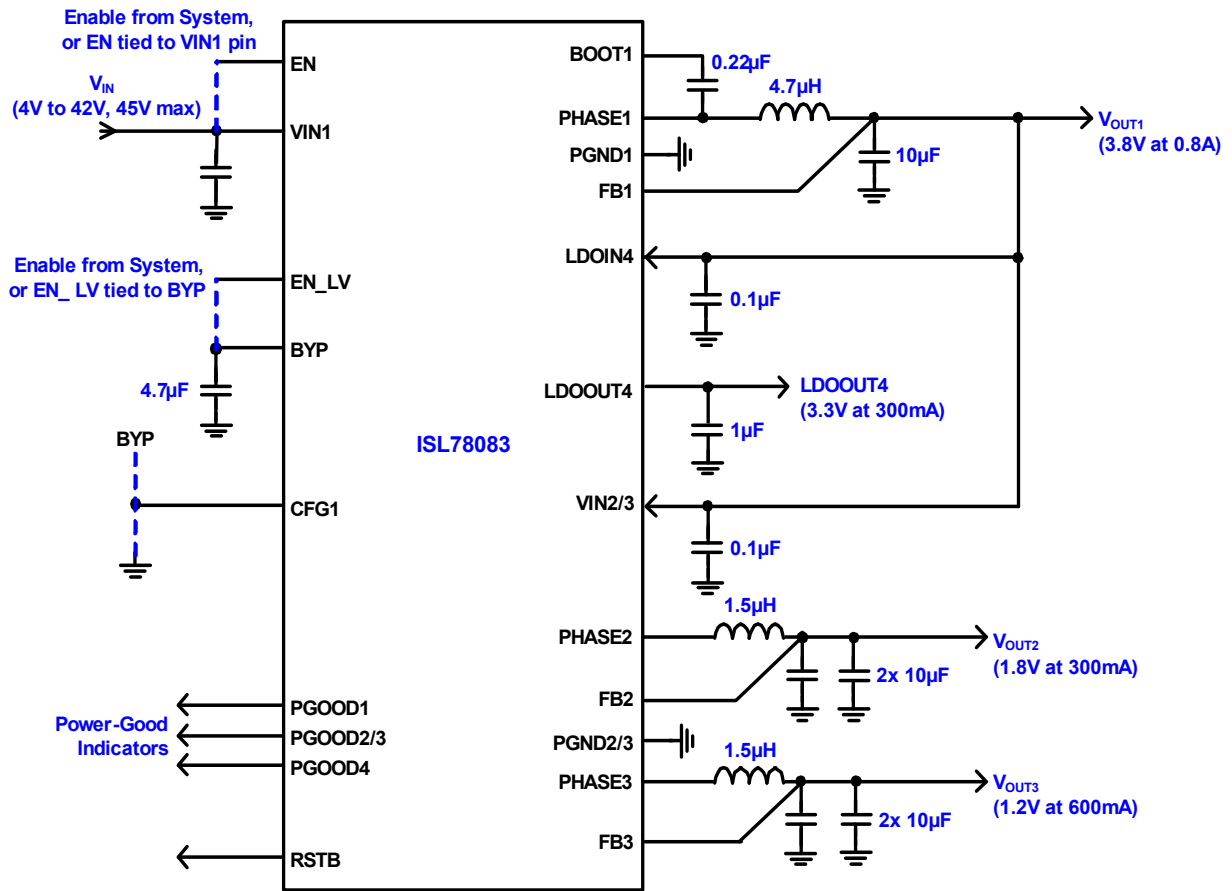 Enable from System,
or EN tied to VIN1 pin
EN
VIN
(4V to 42V, 45V max)
VIN1
Enable from System,
or EN_ LV tied to BYP
EN_LV
BYP
4.7µF
BYP
CFG1
Power-Good
Indicators
PGOOD1
PGOOD2/3
PGOOD4
RSTB
ISL78083
BOOT1
0.22µF
4.7µH
PHASE1
VOUT1
(3.8V at 0.8A)
PGND1
10µF
FB1
LDOIN4
0.1µF
LDOOUT4
LDOOUT4
(3.3V at 300mA)
1µF
VIN2/3
0.1µF
1.5µH
PHASE2
VOUT2
(1.8V at 300mA)
2x 10µF
FB2
PGND2/3
1.5µH
PHASE3
VOUT3
(1.2V at 600mA)
2x 10µF
FB3